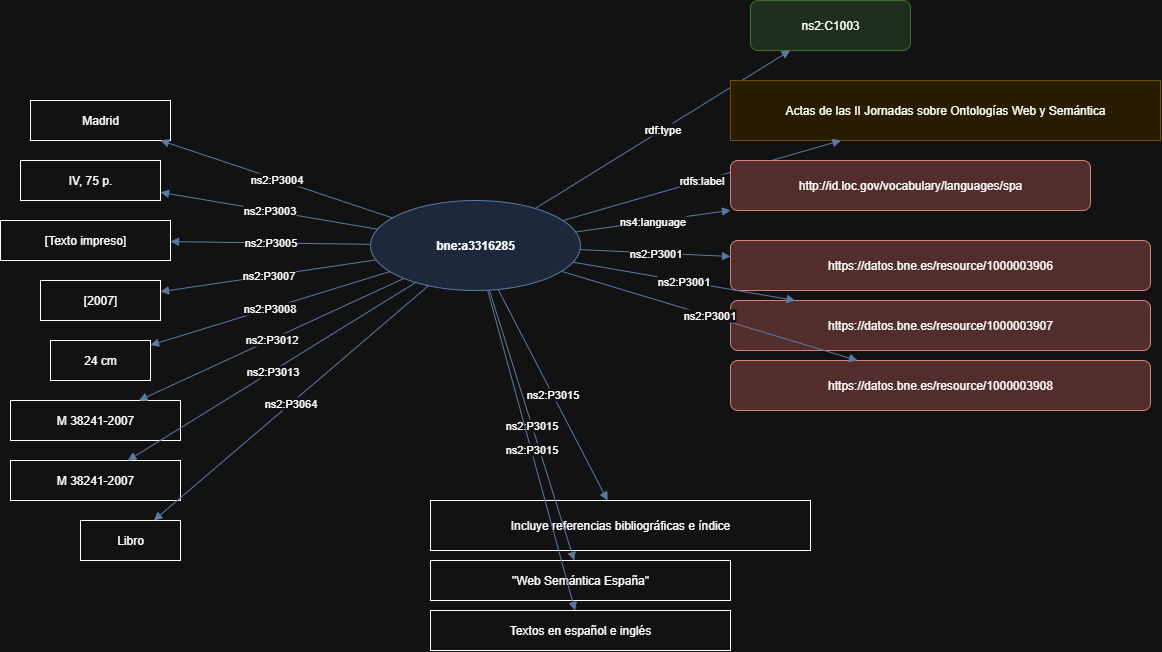 ns2:C1003
Actas de las II Jornadas sobre Ontologías Web y Semántica
Madrid
rdf:type
IV, 75 p.
ns2:P3004
rdfs:label
http://id.loc.gov/vocabulary/languages/spa
ns2:P3003
ns4:language
[Texto impreso]
ns2:P3005
bne:a3316285
ns2:P3001
https://datos.bne.es/resource/1000003906
ns2:P3007
ns2:P3001
[2007]
ns2:P3008
ns2:P3001
https://datos.bne.es/resource/1000003907
24 cm
ns2:P3012
ns2:P3013
https://datos.bne.es/resource/1000003908
ns2:P3064
ns2:P3015
M 38241-2007
ns2:P3015
ns2:P3015
M 38241-2007
Libro
Incluye referencias bibliográficas e índice
"Web Semántica España"
Textos en español e inglés